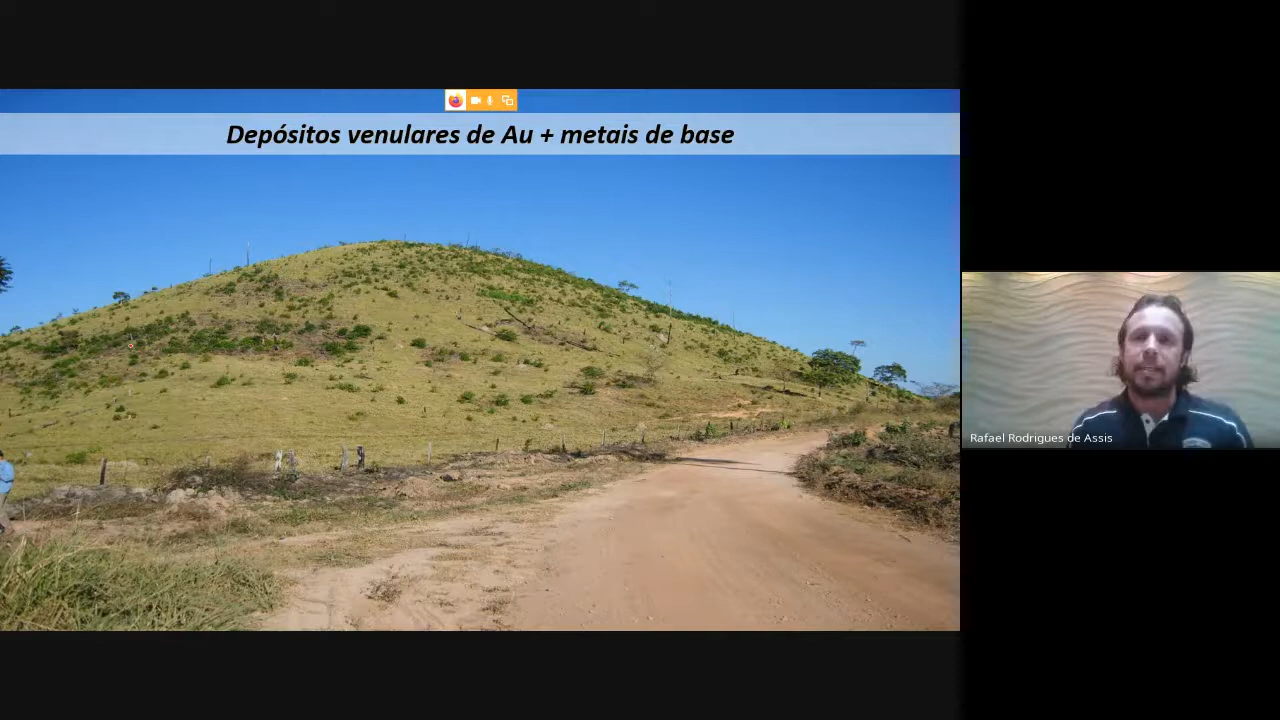 Depósitos venulares de Au + metais de base
Rafael Rodrigues de Assis